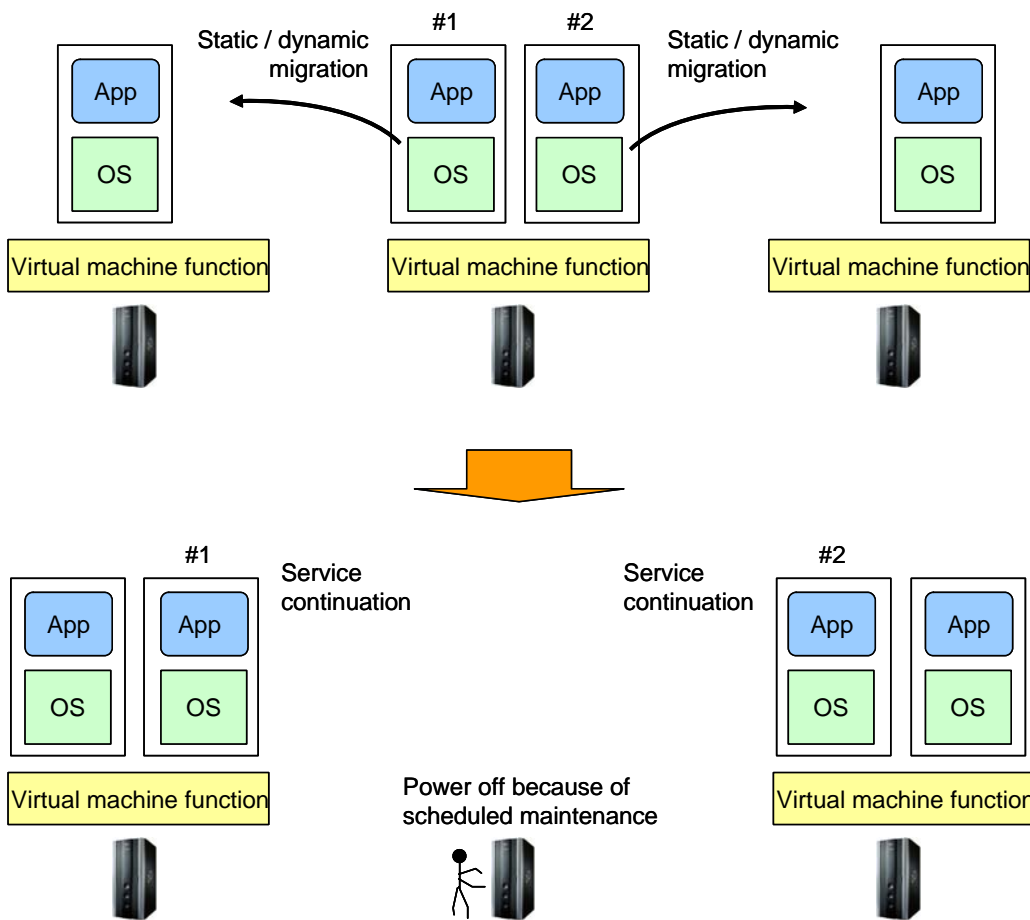 #1
#2
Static / dynamic
migration
Static / dynamic
migration
App
App
App
App
OS
OS
OS
OS
Virtual machine function
Virtual machine function
Virtual machine function
#1
#2
Service
continuation
Service
continuation
App
App
App
App
OS
OS
OS
OS
Virtual machine function
Power off because of
scheduled maintenance
Virtual machine function